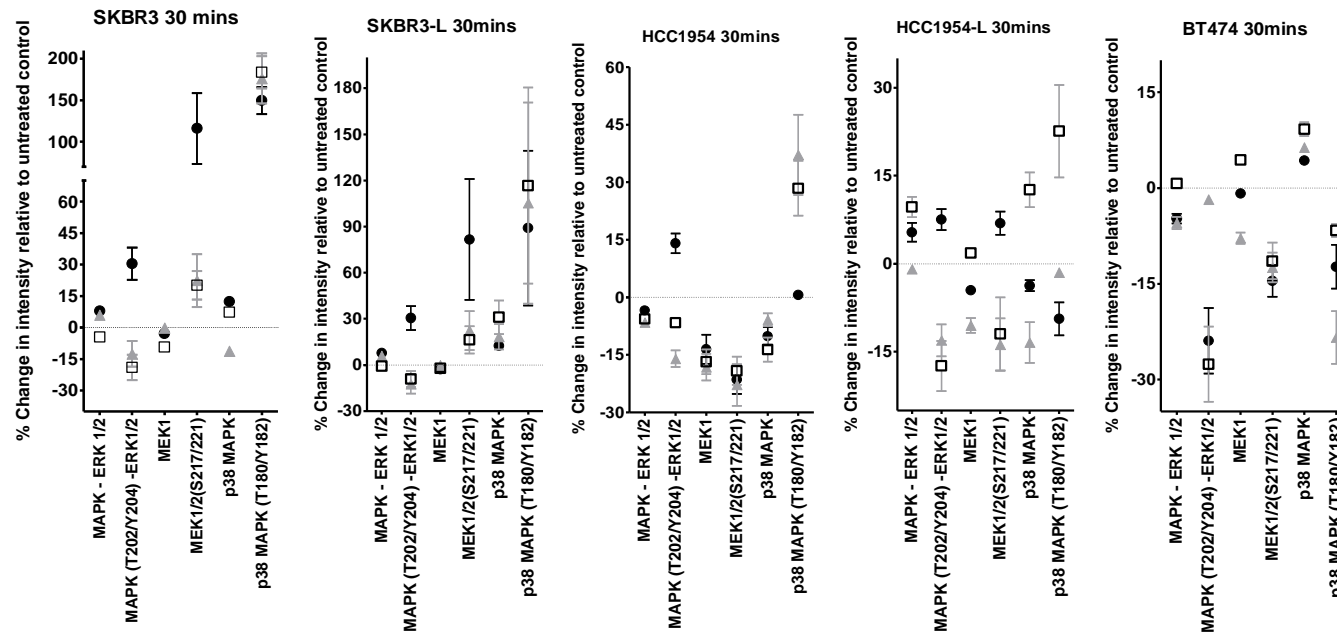 SKBR3 30 mins
% Change in intensity relative to untreated control
200
150
100
60
45
30
15
0
-15
-30
MAPK - ERK 1/2
MAPK (T202/Y204) -ERK1/2
MEK1
MEK1/2(S217/221)
p38 MAPK
p38 MAPK (T180/Y182)
SKBR3-L 30mins
% Change in intensity relative to untreated control
180
150
120
90
60
30
0
-30
MAPK - ERK 1/2
MAPK (T202/Y204) -ERK1/2
MEK1
MEK1/2(S217/221)
p38 MAPK
p38 MAPK (T180/Y182)
HCC1954 30mins
% Change in intensity relative to untreated control
60
45
30
15
0
-15
-30
MAPK - ERK 1/2
MAPK (T202/Y204) -ERK1/2
MEK1
MEK1/2(S217/221)
p38 MAPK
p38 MAPK (T180/Y182)
HCC1954-L 30mins
% Change in intensity relative to untreated control
30
15
0
-15
MAPK - ERK 1/2
MAPK (T202/Y204) -ERK1/2
MEK1
MEK1/2(S217/221)
p38 MAPK
p38 MAPK (T180/Y182)
BT474 30mins
% Change in intensity relative to untreated control
15
0
-15
-30
MAPK - ERK 1/2
MAPK (T202/Y204) -ERK1/2
MEK1
MEK1/2(S217/221)
p38 MAPK
p38 MAPK (T180/Y182)